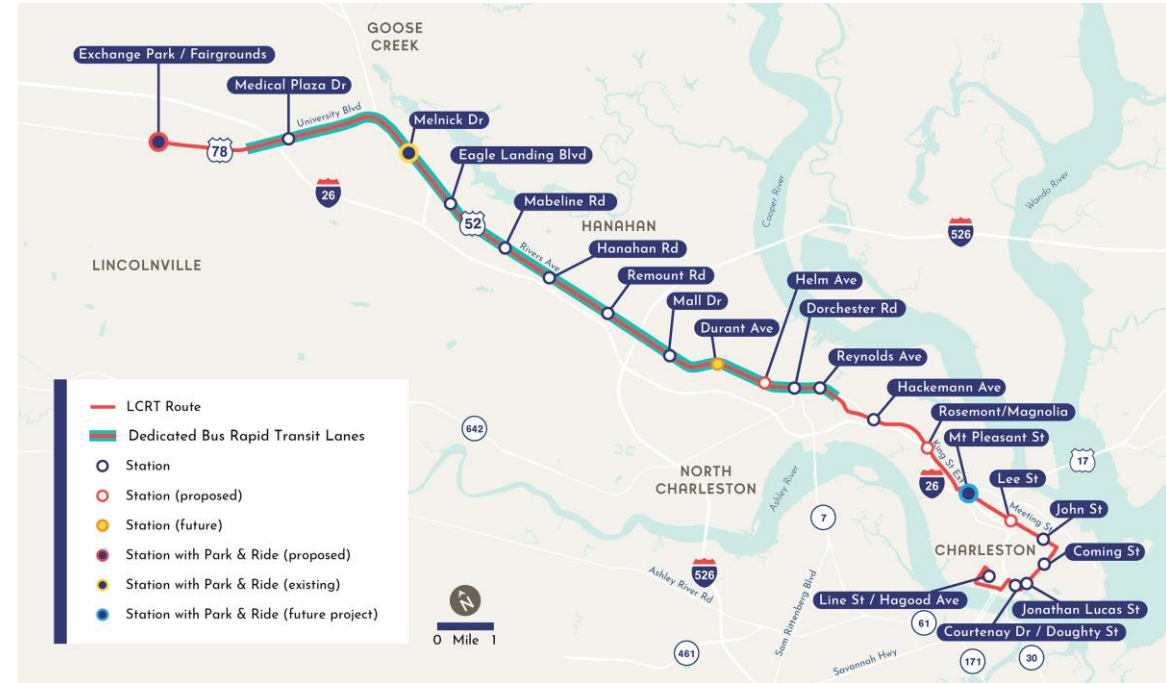 GOOSE
CREEK
Exchange Park / Fairgrounds
Medical Plaza Dr
University Blvd
Melnick Dr
78
Eagle Landing Blvd
26
Mabeline Rd
52
HANAHAN
Cooper River
Wando River
526
Rivers Ave
Hanahan Rd
LINCOLNVILLE
Remount Rd
Helm Ave
Mall Dr
Dorchester Rd
Durant Ave
Reynolds Ave
Hackemann Ave
Rosemont/Magnolia
Mt Pleasant St
King St Ext
642
NORTH
CHARLESTON
Ashley River
26
17
Lee St
7
Meeting St
John St
CHARLESTON
Coming St
526
Ashley River Rd
Line St / Hagood Ave
Jonathan Lucas St
61
Courtenay Dr / Doughty St
Sam Rittenberg Blvd
461
Savannah Hwy
171
30
LCRT Route
Dedicated Bus Rapid Transit Lanes
Station
Station (proposed)
Station (future)
Station with Park & Ride (proposed)
Station with Park & Ride (existing)
Station with Park & Ride (future project)
N
0 Mile 1